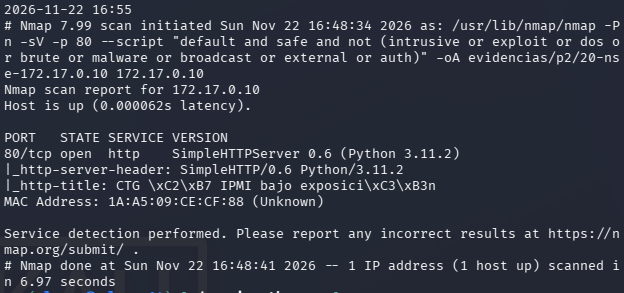 2026-11-22 16:55
# Nmap 7.99 scan initiated Sun Nov 22 16:48:34 2026 as: /usr/lib/nmap/nmap -P
n -sV -p 80 --script "default and safe and not (intrusive or exploit or dos o
r brute or malware or broadcast or external or auth)" -oA evidencias/p2/20-ns
e-172.17.0.10 172.17.0.10
Nmap scan report for 172.17.0.10
Host is up (0.000062s latency).

PORT   STATE SERVICE VERSION
80/tcp open  http    SimpleHTTPServer 0.6 (Python 3.11.2)
|_http-server-header: SimpleHTTP/0.6 Python/3.11.2
|_http-title: CTG \xC2\xB7 IPMI bajo exposici\xC3\xB3n
MAC Address: 1A:A5:09:CE:CF:88 (Unknown)

Service detection performed. Please report any incorrect results at https://n
map.org/submit/ .
# Nmap done at Sun Nov 22 16:48:41 2026 -- 1 IP address (1 host up) scanned i
n 6.97 seconds